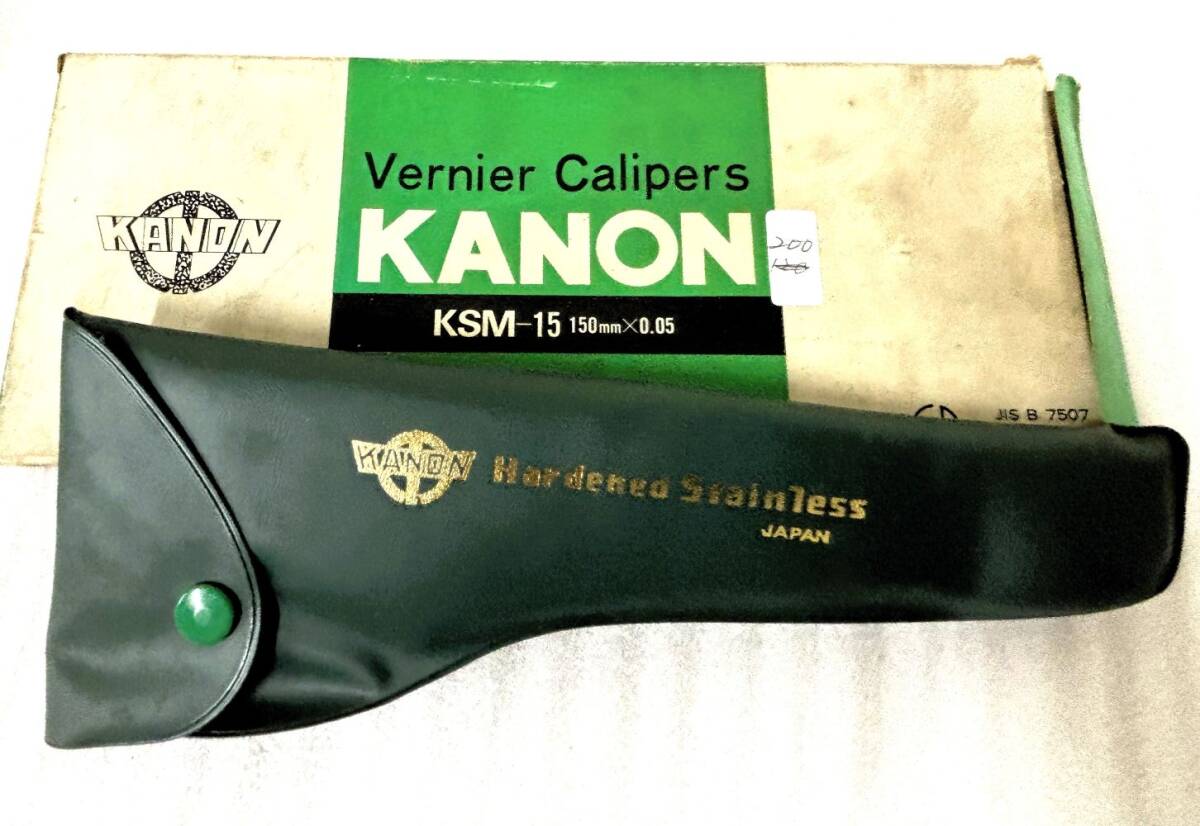 Vernier Calipers
KANON
KANON
200
KSM-15 150mm×0.05
JIS B 7507
KANON Hardened Stainless
JAPAN